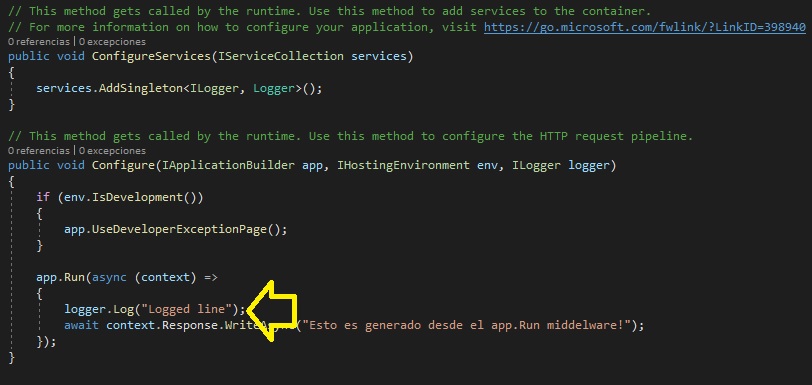 // This method gets called by the runtime. Use this method to add services to the container.
// For more information on how to configure your application, visit https://go.microsoft.com/fwlink/?LinkID=398940
0 referencias | 0 excepciones
public void ConfigureServices(IServiceCollection services)
{
services.AddSingleton<ILogger, Logger>();
}
// This method gets called by the runtime. Use this method to configure the HTTP request pipeline.
0 referencias | 0 excepciones
public void Configure(IApplicationBuilder app, IHostingEnvironment env, ILogger logger)
{
if (env.IsDevelopment())
{
app.UseDeveloperExceptionPage();
}
app.Run(async (context) =>
{
logger.Log("Logged line");
await context.Response.WriteAsync("Esto es generado desde el app.Run middelware!");
});
}